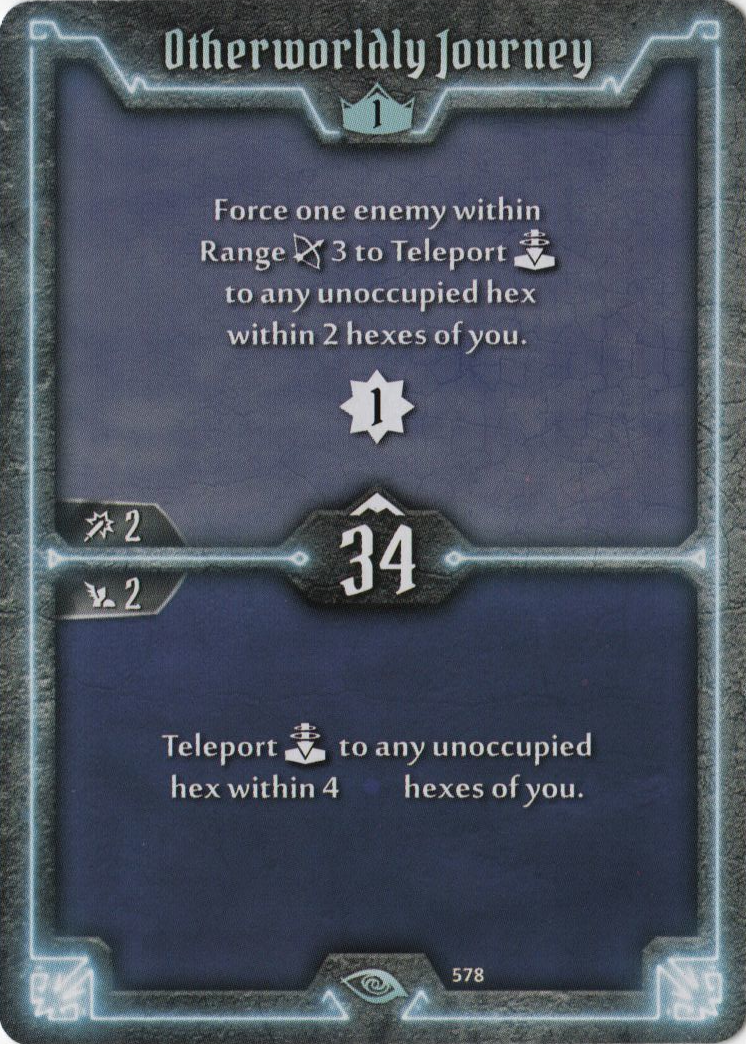 Otherworldly Journey
1
Force one enemy within
Range 3 to Teleport
to any unoccupied hex
within 2 hexes of you.
1
2
34
2
Teleport to any unoccupied
hex within 4 hexes of you.
578